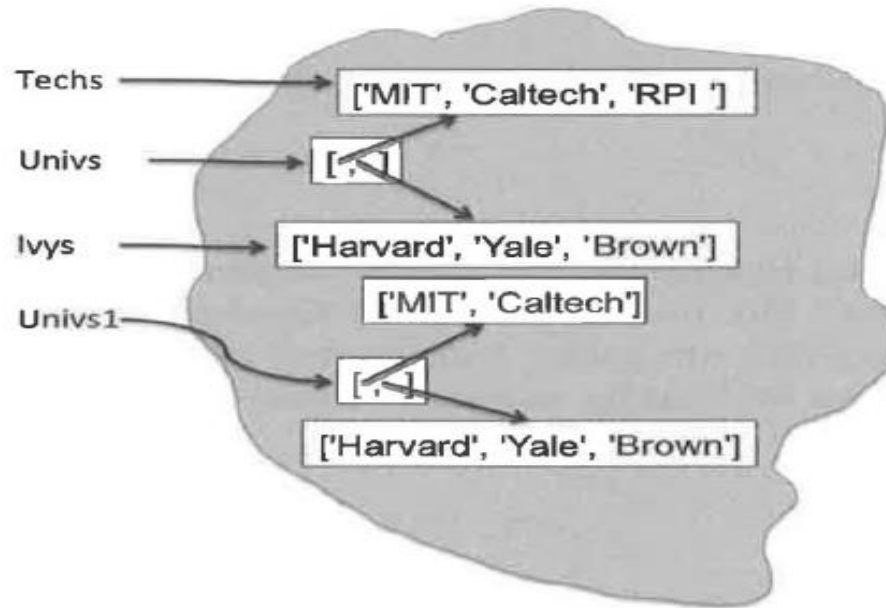 Techs
['MIT', 'Caltech', 'RPI ']
Univs
[ , ]
Ivys
['Harvard', 'Yale', 'Brown']
['MIT', 'Caltech']
Univs1
[ , ]
['Harvard', 'Yale', 'Brown']